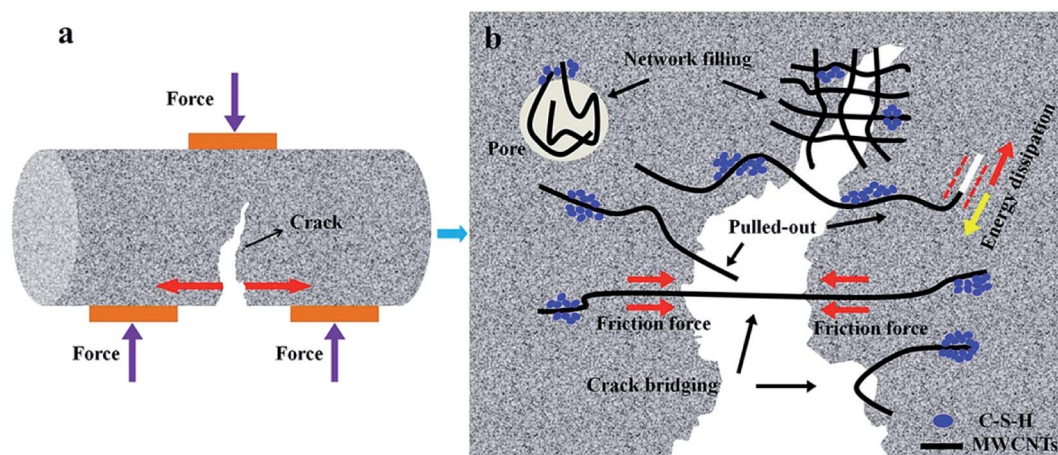 a
Force
Crack
Force
Force
b
Network filling
Pore
Energy dissipation
Pulled-out
Friction force
Friction force
Crack bridging
C-S-H
MWCNTs